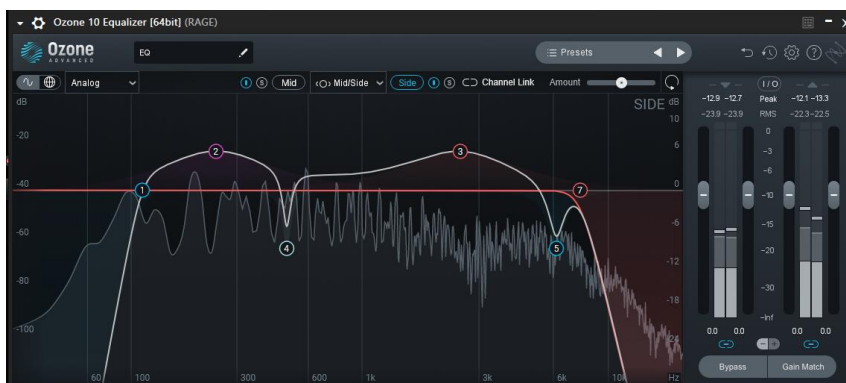 Ozone 10 Equalizer [64bit] (RAGE)
Ozone
ADVANCED
EQ
Presets
Analog
S
Mid
Mid/Side
Side
S
Channel Link
Amount
dB
SIDE
dB
-20
-40
-60
-80
-100
10
6
0
-6
-12
-18
-24
1
2
3
4
5
7
60
100
300
600
1k
3k
6k
10k
Hz
I/O
-12.9 -12.7
Peak
-12.1 -13.3
-23.9 -23.9
RMS
-22.3 -22.5
0
-3
-6
-10
-15
-20
-30
-Inf
0.0 0.0
0.0 0.0
Bypass
Gain Match